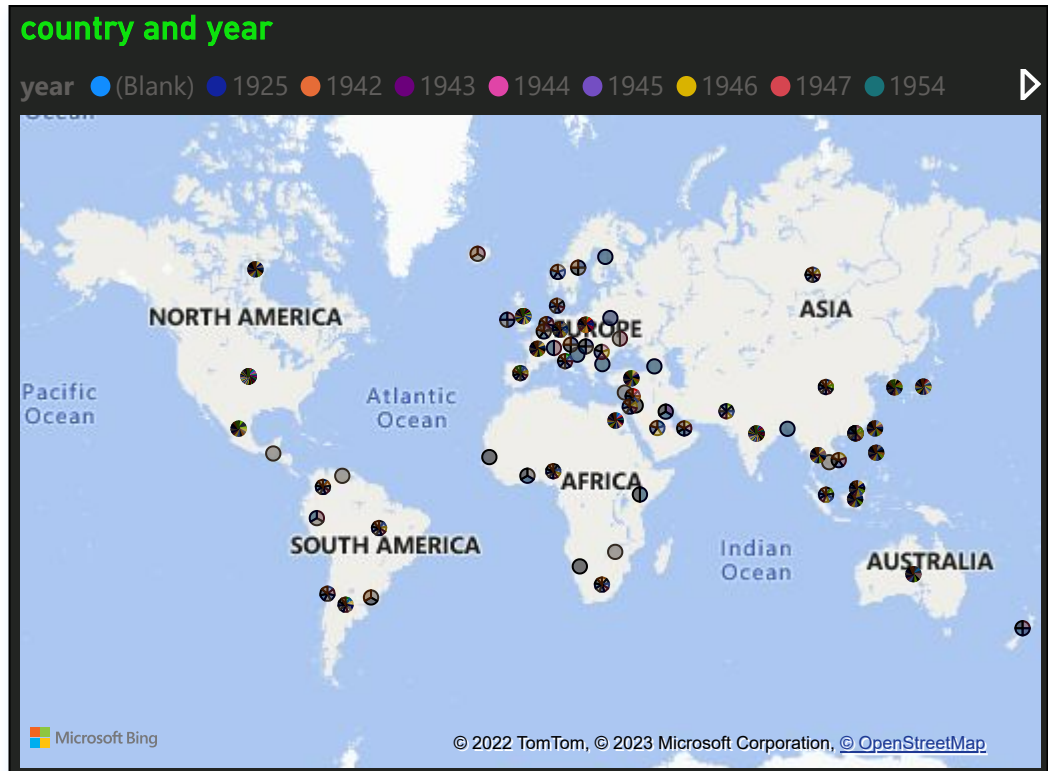 country and year
year (Blank) 1925 1942 1943 1944 1945 1946 1947 1954
Ocean
NORTH AMERICA
EUROPE
ASIA
Pacific
Ocean
Atlantic
Ocean
AFRICA
SOUTH AMERICA
Indian
Ocean
AUSTRALIA
Microsoft Bing
© 2022 TomTom, © 2023 Microsoft Corporation, © OpenStreetMap